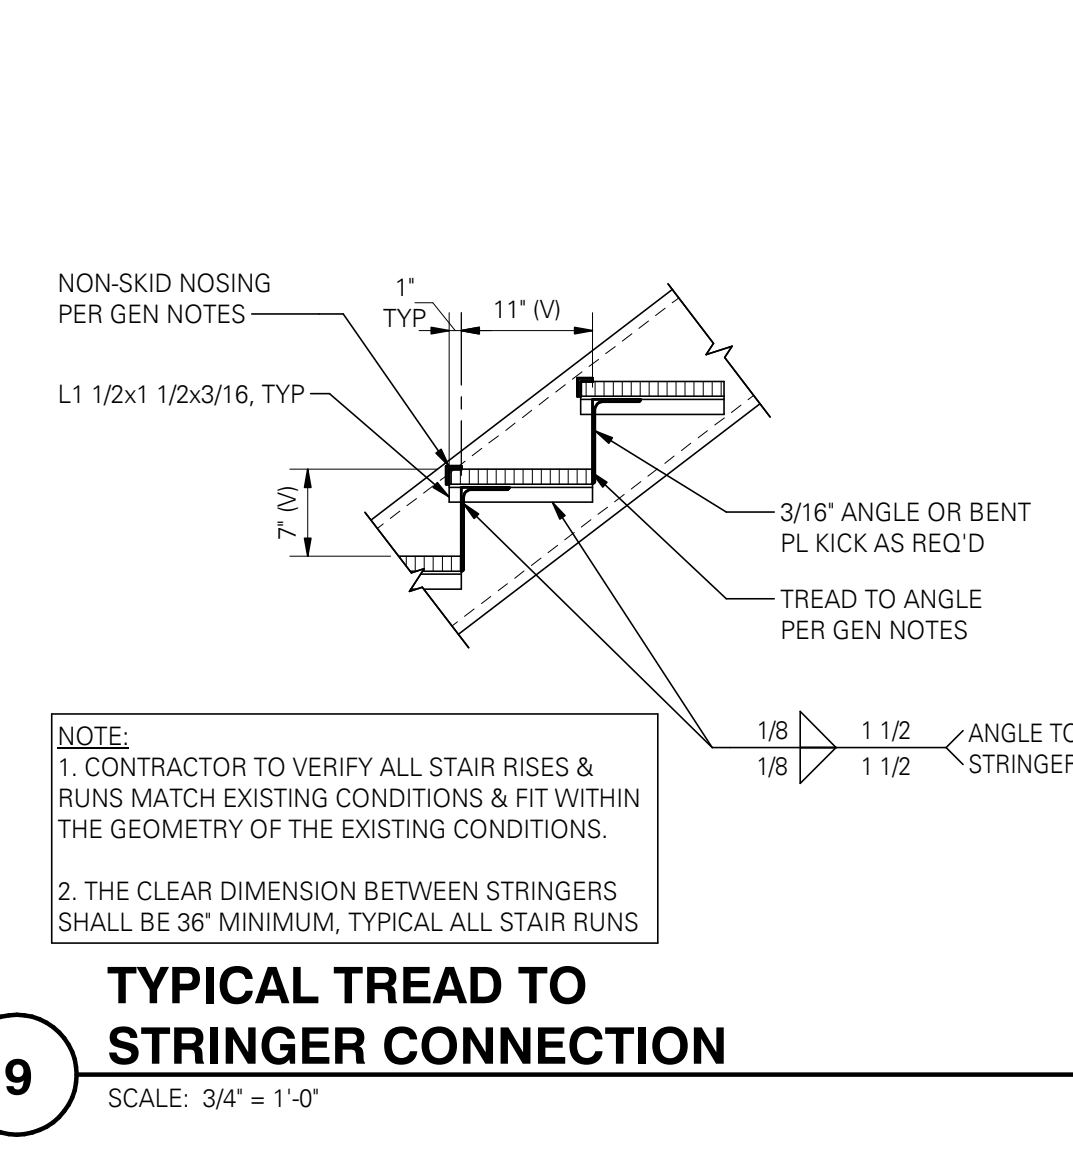 NON-SKID NOSING
PER GEN NOTES
1"
TYP
11" (V)
L1 1/2x1 1/2x3/16, TYP
7" (V)
3/16" ANGLE OR BENT
PL KICK AS REQ'D
TREAD TO ANGLE
PER GEN NOTES
1/8
1 1/2
1/8
1 1/2
ANGLE TO
STRINGER
NOTE:
1. CONTRACTOR TO VERIFY ALL STAIR RISES &
RUNS MATCH EXISTING CONDITIONS & FIT WITHIN
THE GEOMETRY OF THE EXISTING CONDITIONS.
2. THE CLEAR DIMENSION BETWEEN STRINGERS
SHALL BE 36" MINIMUM, TYPICAL ALL STAIR RUNS
TYPICAL TREAD TO
STRINGER CONNECTION
9
SCALE: 3/4" = 1'-0"